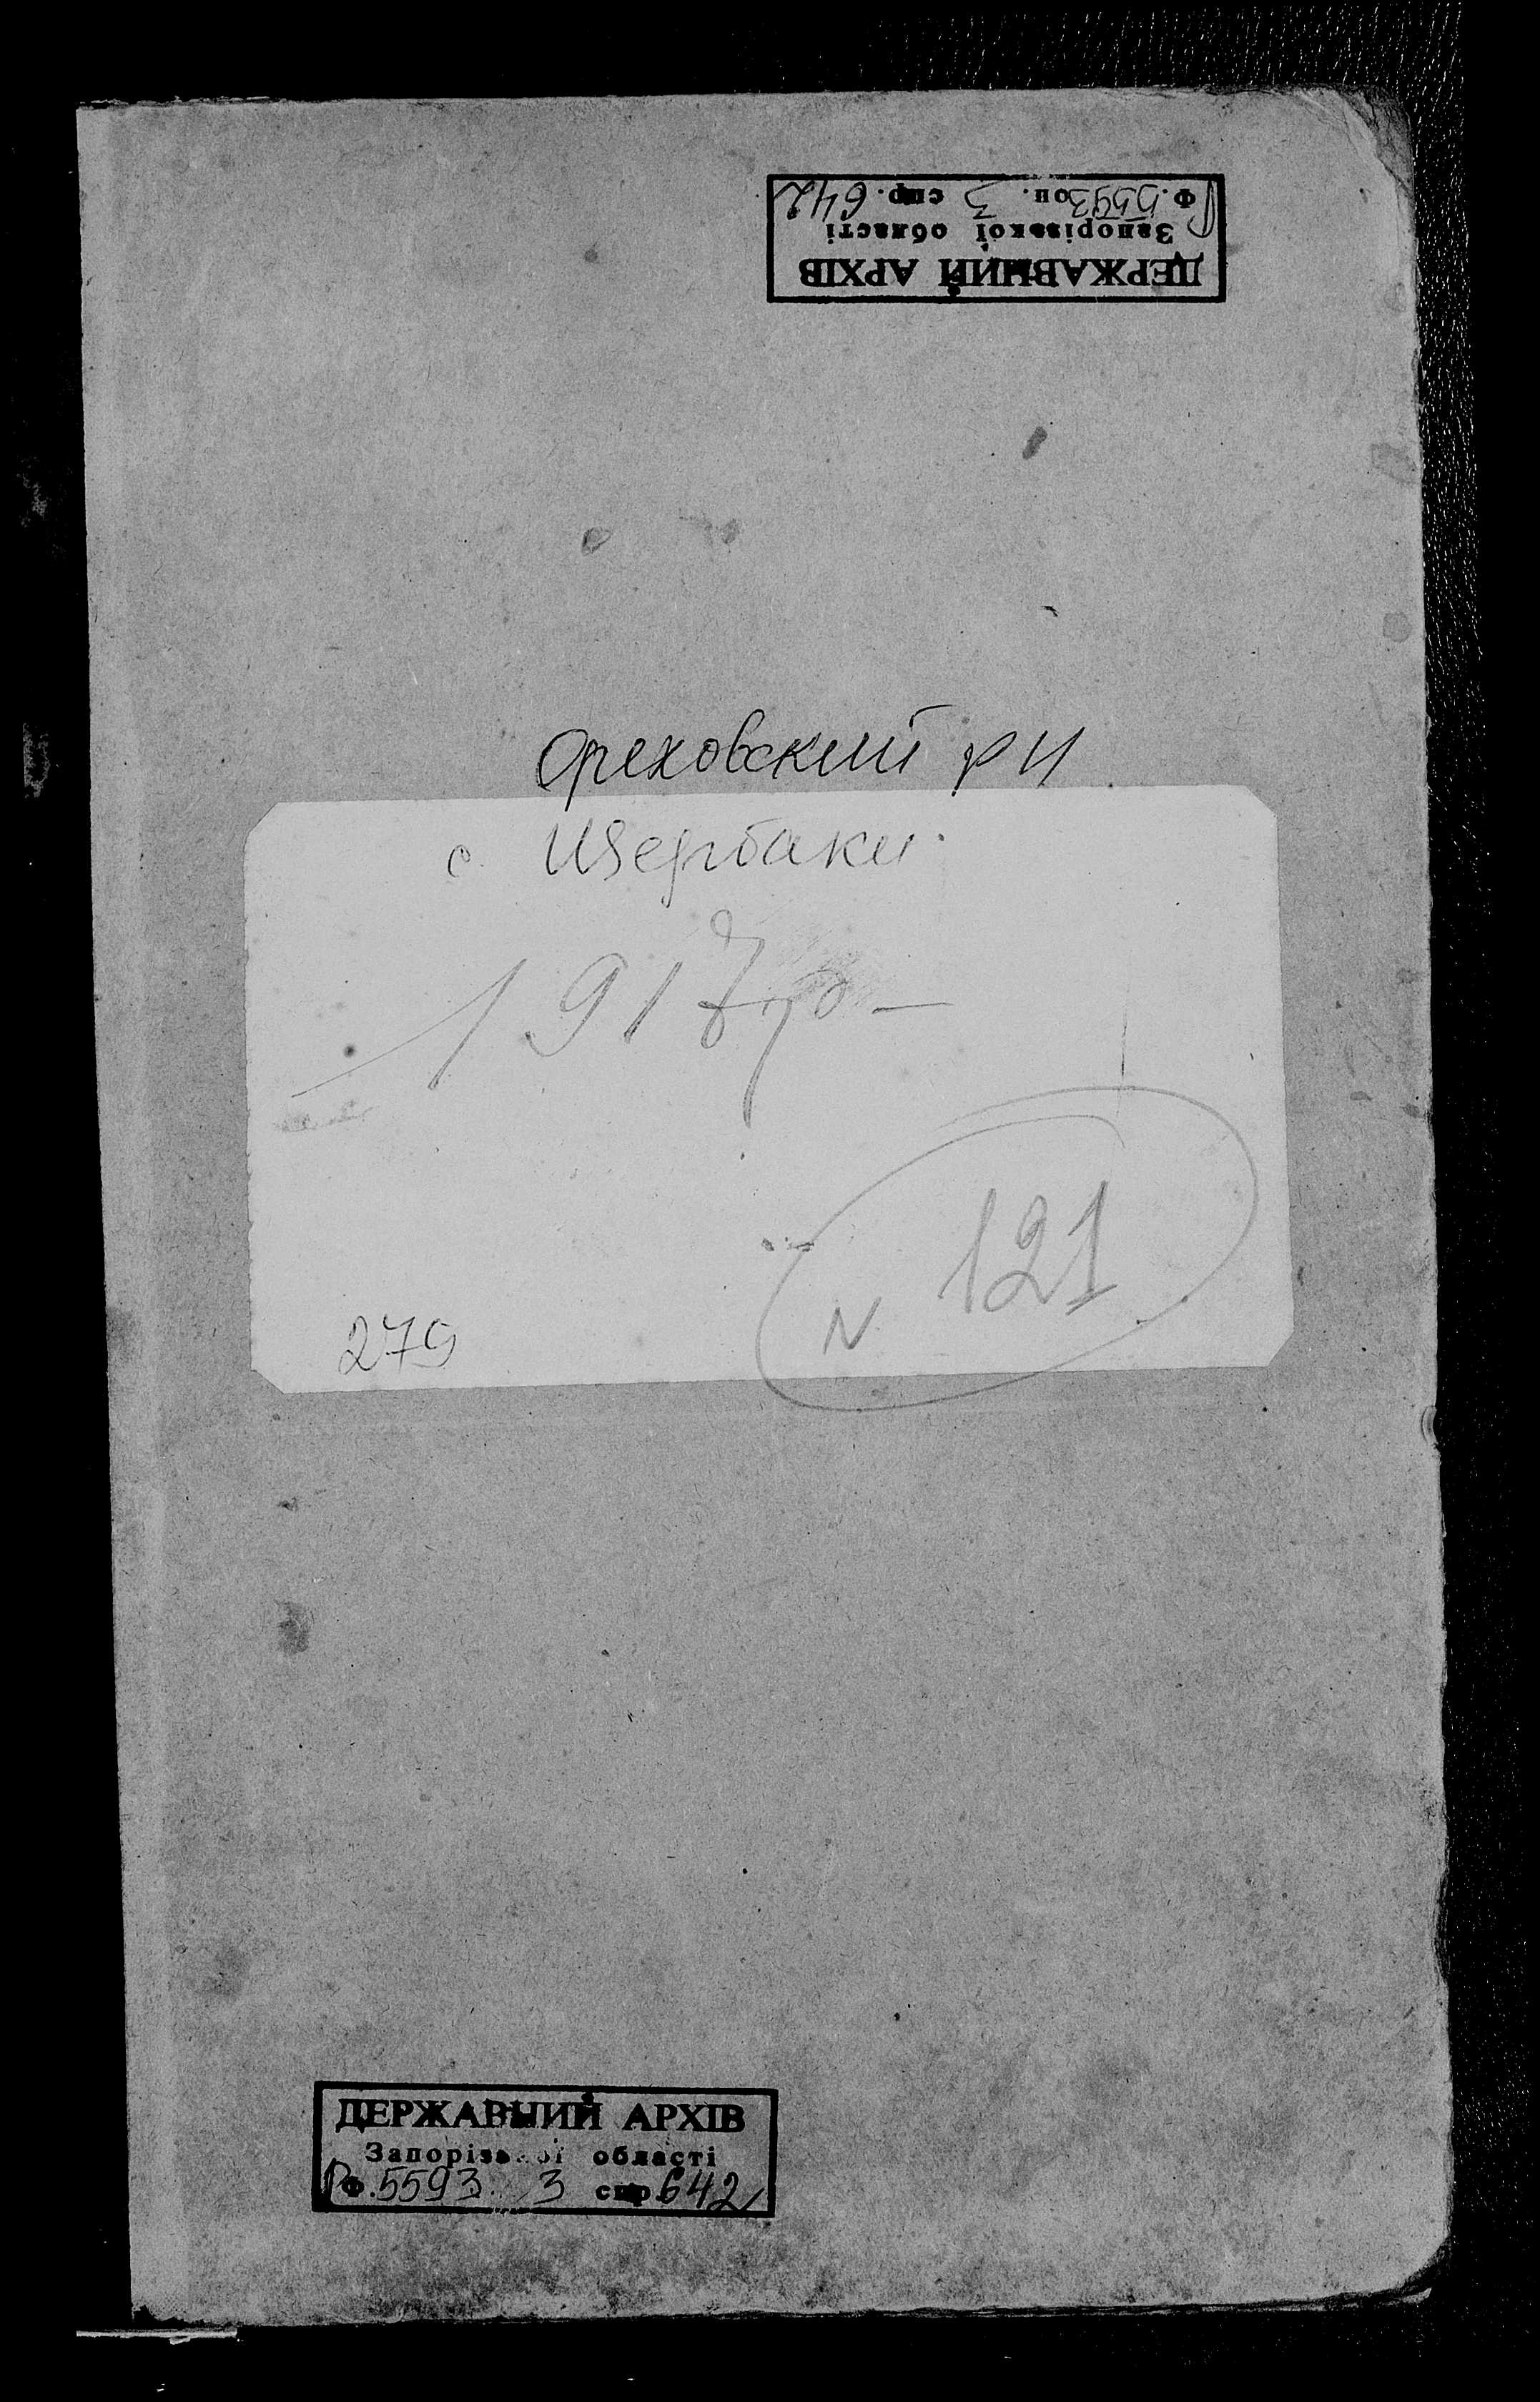 ДЕРЖАВНИЙ АРХІВ
Запорізької області
Р Ф. 5593 оп. 3 спр. 642
Ореховский р н
с. Щербаки
1917
279
N 121
ДЕРЖАВНИЙ АРХІВ
Запорізької області
Р Ф. 5593 3 спр. 642